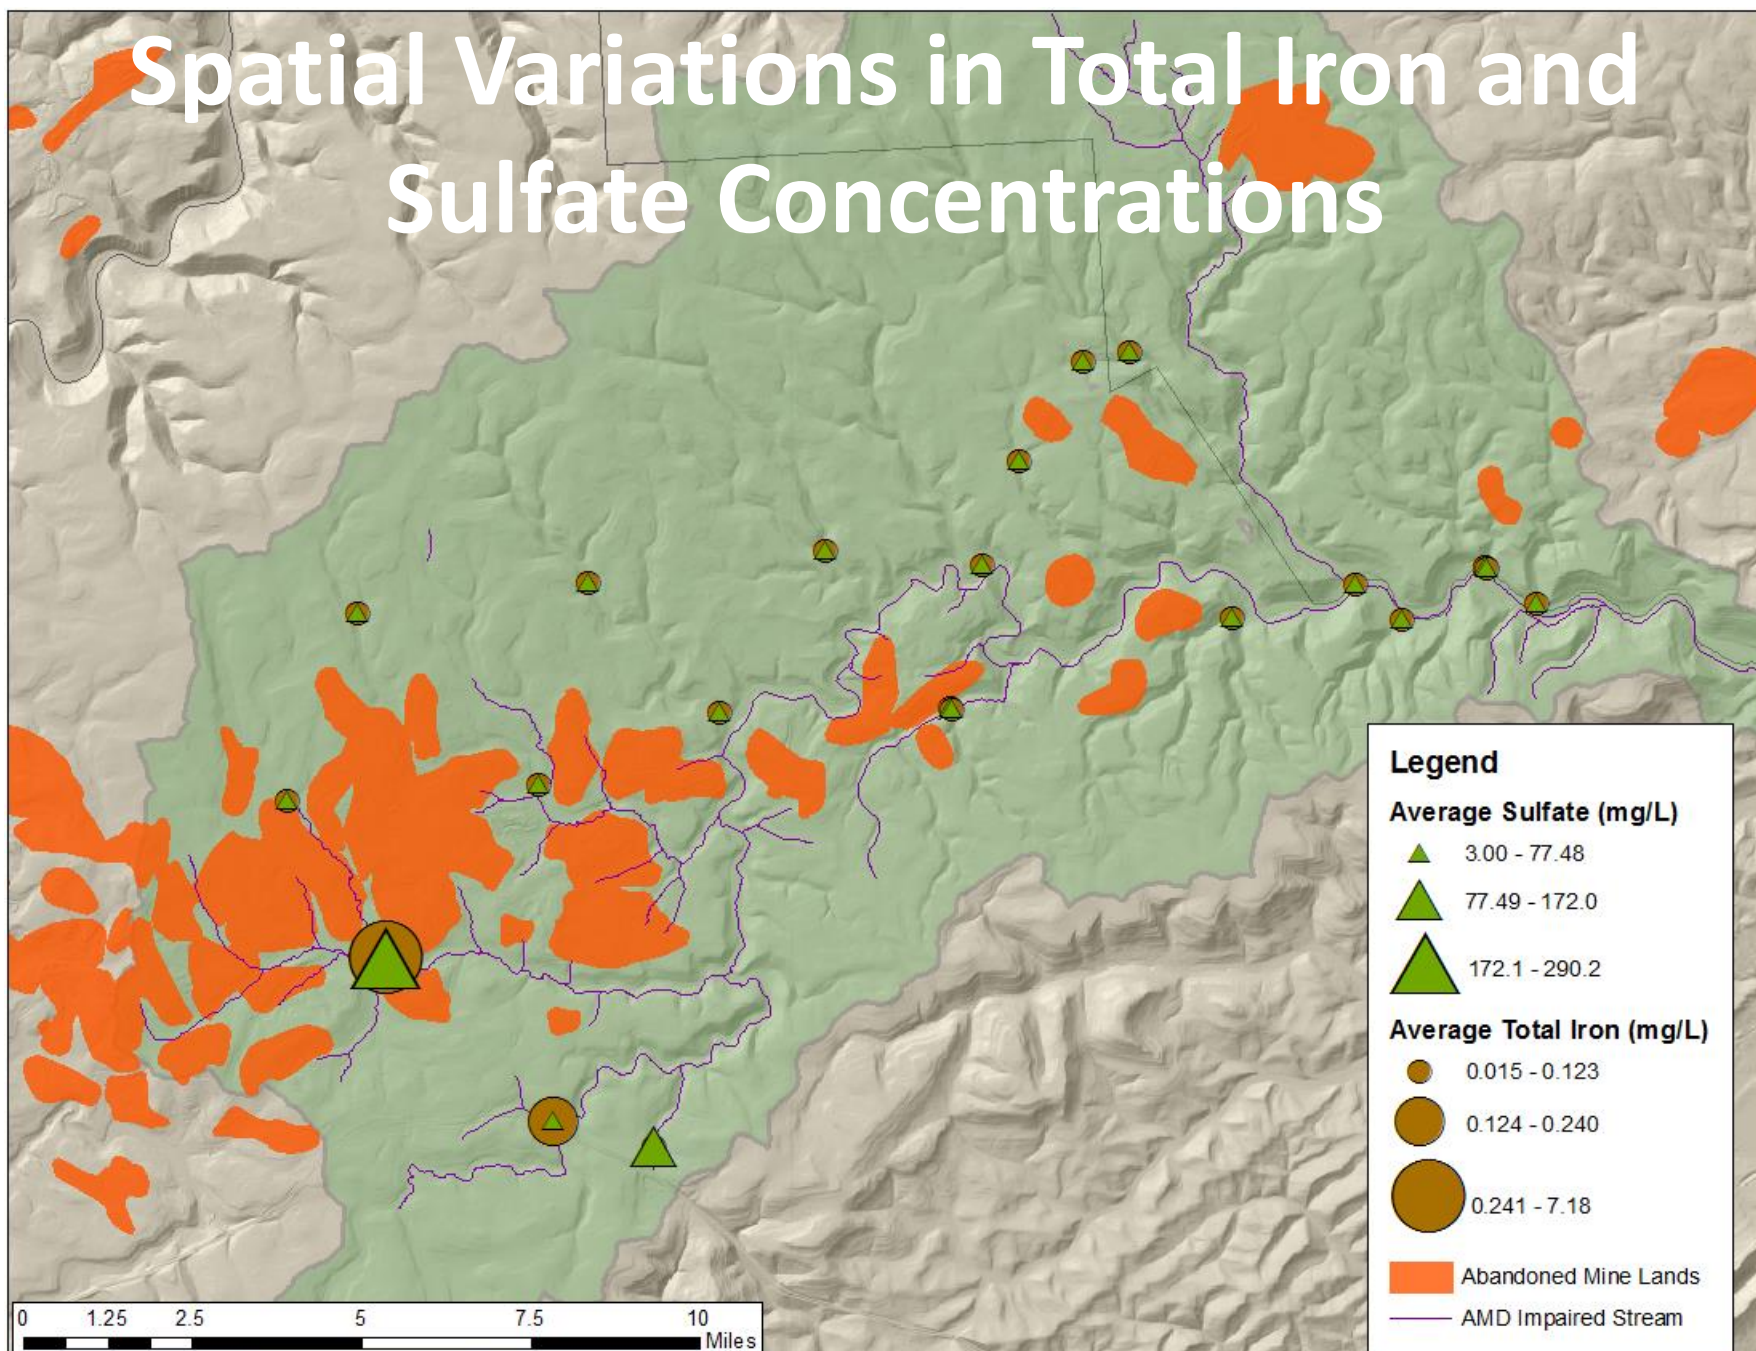 Spatial Variations in Total Iron and
Sulfate Concentrations
Legend
Average Sulfate (mg/L)
3.00 - 77.48
77.49 - 172.0
172.1 - 290.2
Average Total Iron (mg/L)
0.015 - 0.123
0.124 - 0.240
0.241 - 7.18
Abandoned Mine Lands
AMD Impaired Stream
0 1.25 2.5 5 7.5 10
Miles